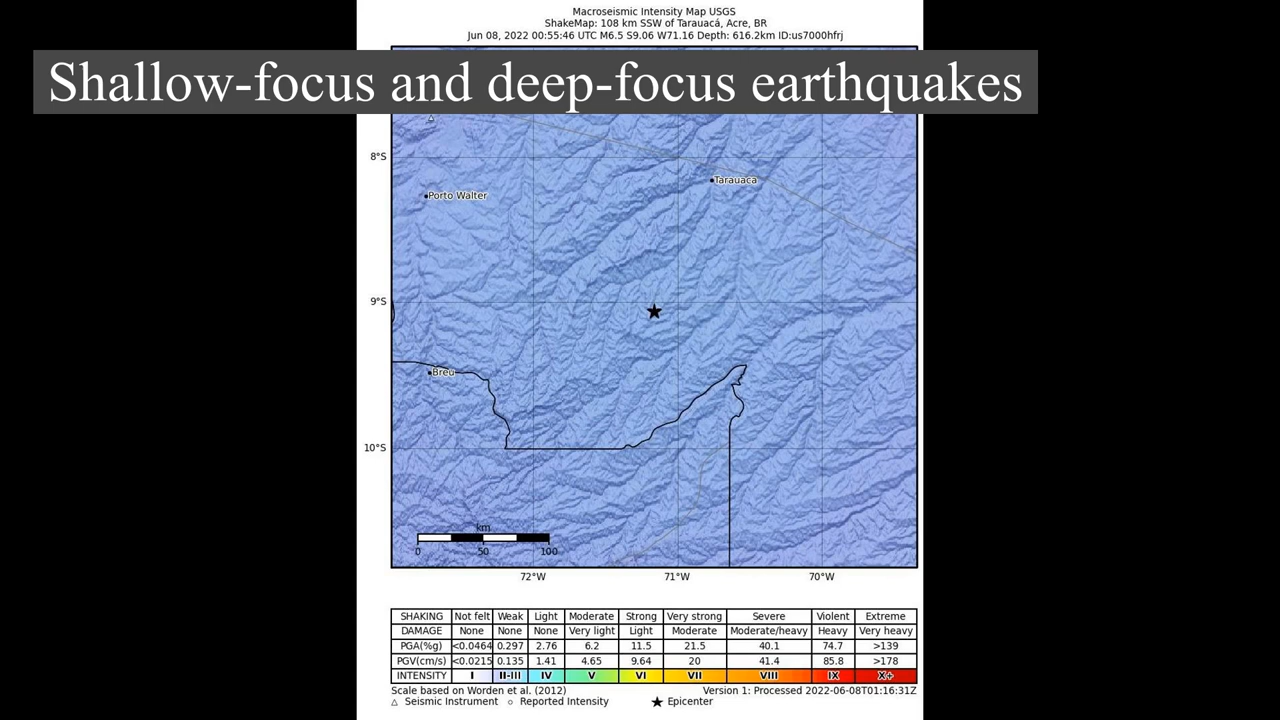 Macroseismic Intensity Map USGS
ShakeMap: 108 km SSW of Tarauacá, Acre, BR
Jun 08, 2022 00:55:46 UTC M6.5 S9.06 W71.16 Depth: 616.2km ID:us7000hfrj
Shallow-focus and deep-focus earthquakes
8°S
Tarauaca
Porto Walter
9°S
Breu
10°S
km
0 50 100
72°W 71°W 70°W
SHAKING Not felt Weak Light Moderate Strong Very strong Severe Violent Extreme
DAMAGE None None None Very light Light Moderate Moderate/heavy Heavy Very heavy
PGA(%g) <0.0464 0.297 2.76 6.2 11.5 21.5 40.1 74.7 >139
PGV(cm/s) <0.0215 0.135 1.41 4.65 9.64 20 41.4 85.8 >178
INTENSITY I II-III IV V VI VII VIII IX X+
Scale based on Worden et al. (2012) Version 1: Processed 2022-06-08T01:16:31Z
△ Seismic Instrument ○ Reported Intensity ★ Epicenter